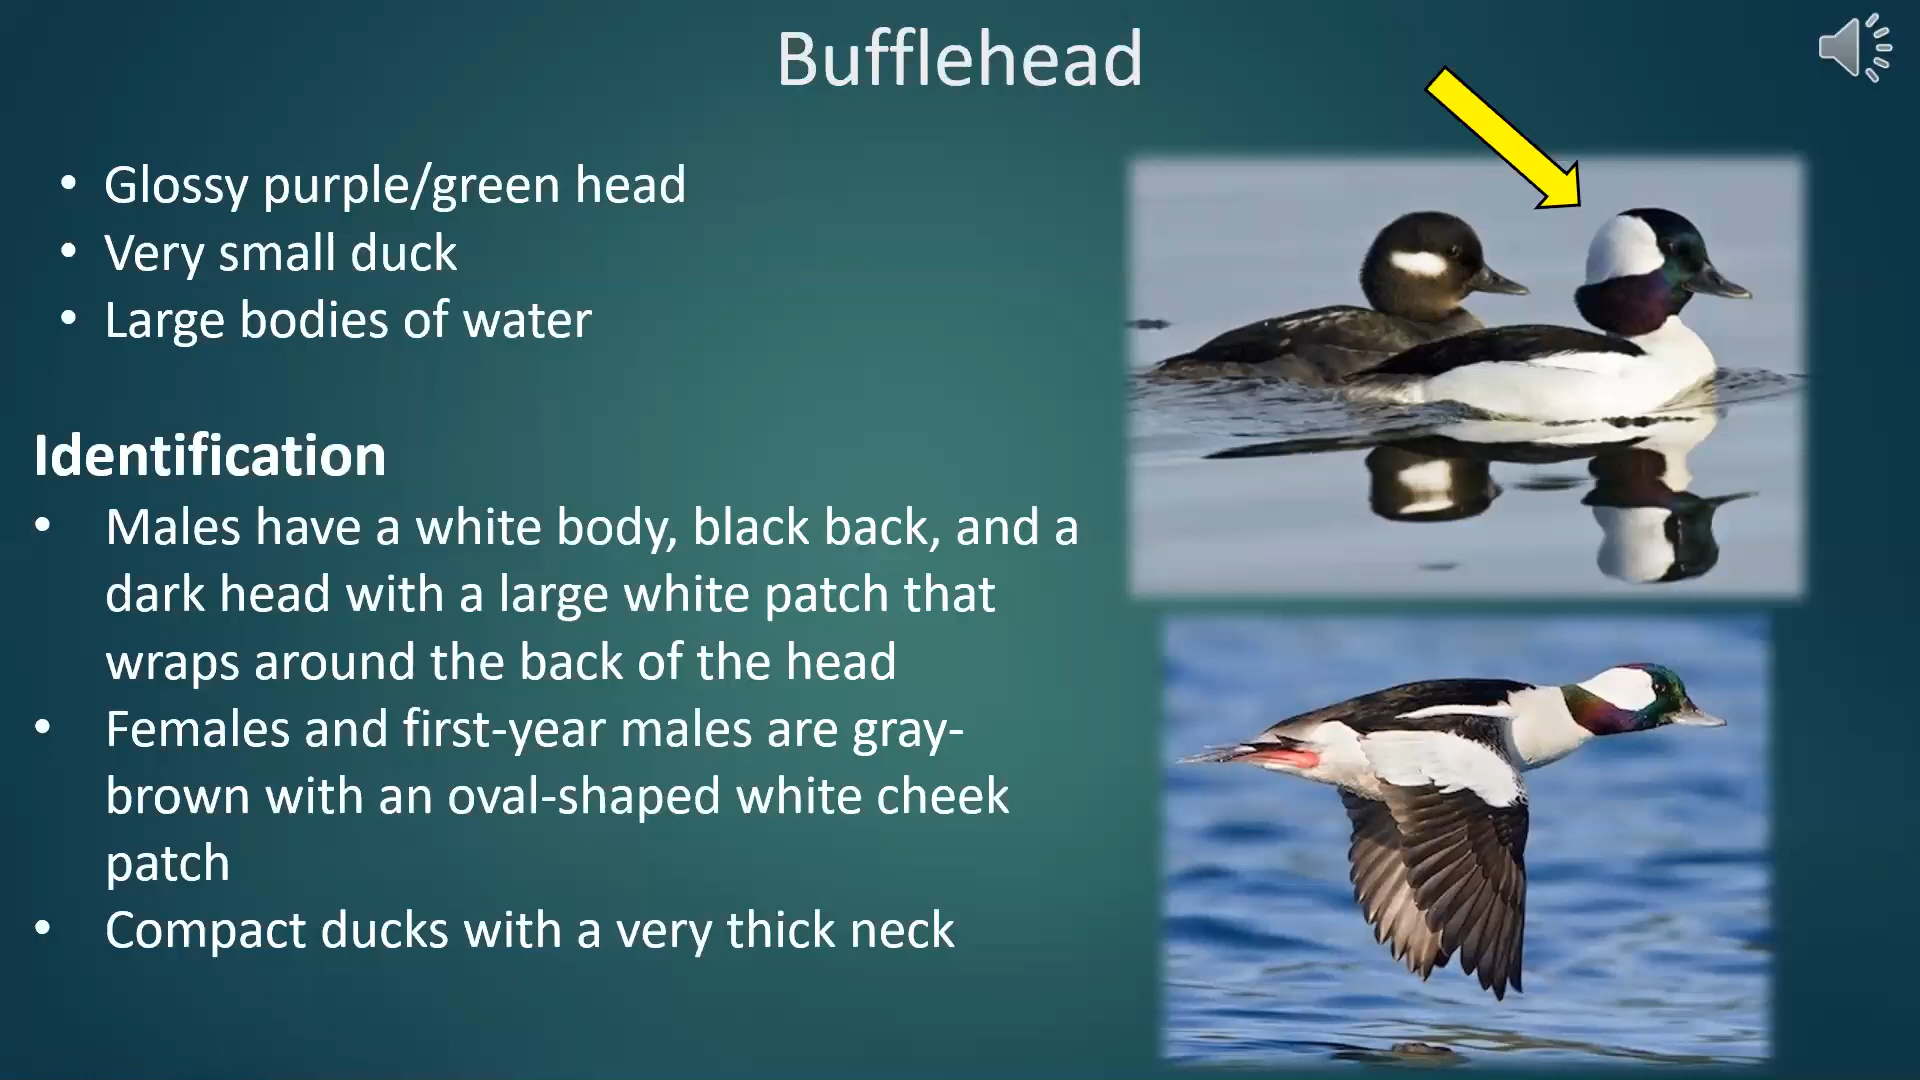 Bufflehead
• Glossy purple/green head
• Very small duck
• Large bodies of water
Identification
• Males have a white body, black back, and a
dark head with a large white patch that
wraps around the back of the head
• Females and first-year males are gray-
brown with an oval-shaped white cheek
patch
• Compact ducks with a very thick neck